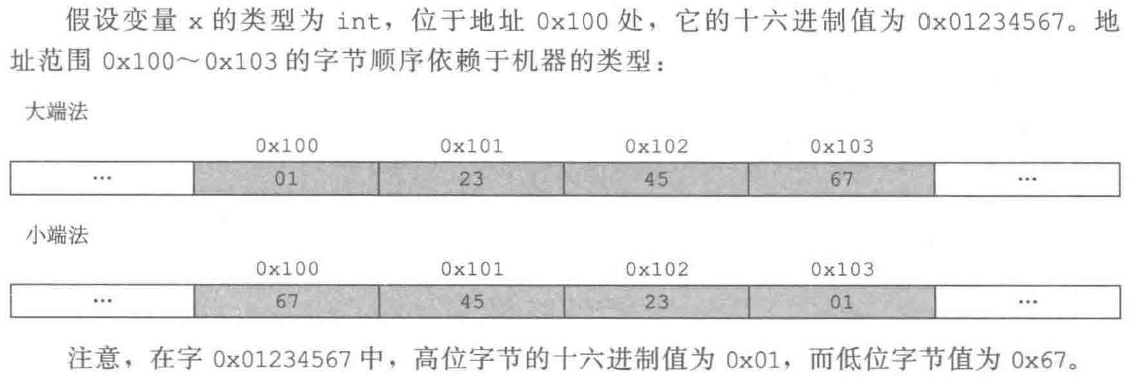 假设变量 x 的类型为 int，位于地址 0x100 处，它的十六进制值为 0x01234567。地
址范围 0x100～0x103 的字节顺序依赖于机器的类型：
大端法
0x100 0x101 0x102 0x103
… 01 23 45 67 …
小端法
0x100 0x101 0x102 0x103
… 67 45 23 01 …
注意，在字 0x01234567 中，高位字节的十六进制值为 0x01，而低位字节值为 0x67。